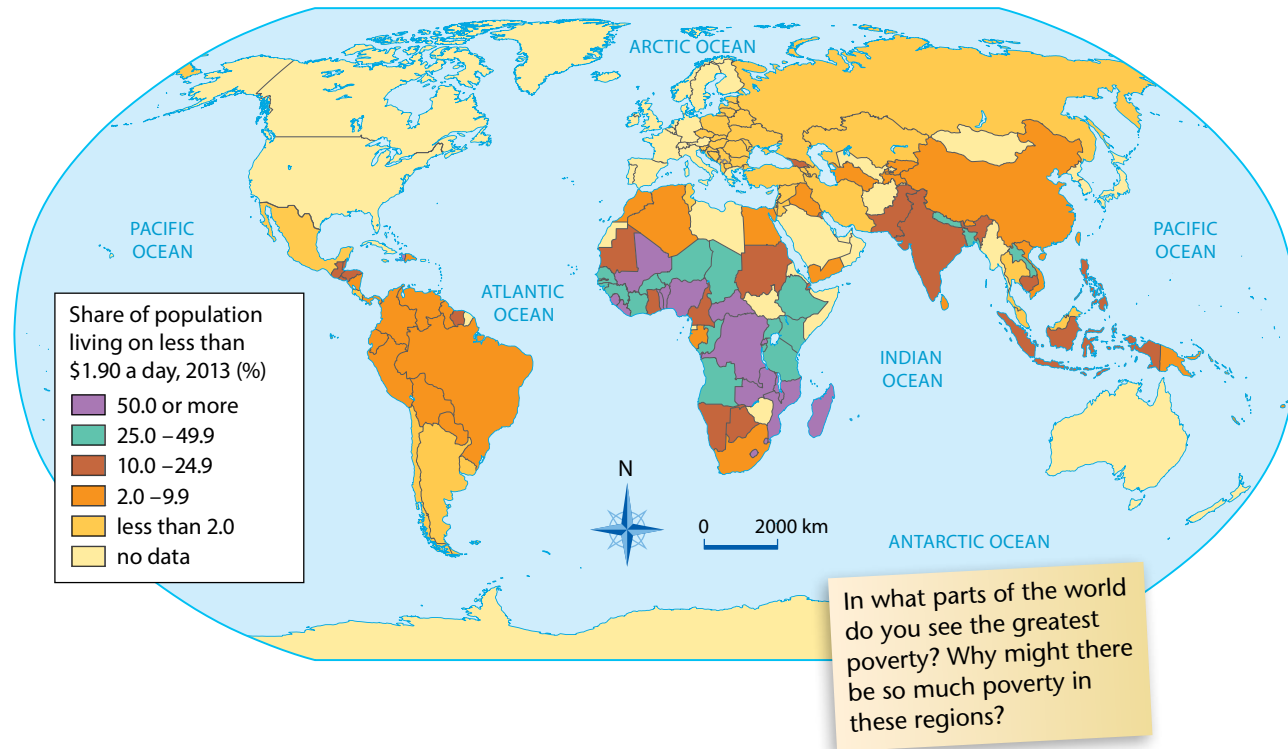 ARCTIC OCEAN
PACIFIC
OCEAN
ATLANTIC
OCEAN
PACIFIC
OCEAN
INDIAN
OCEAN
ANTARCTIC OCEAN
Share of population
living on less than
$1.90 a day, 2013 (%)
50.0 or more
25.0 –49.9
10.0 –24.9
2.0 –9.9
less than 2.0
no data
N
0 2000 km
In what parts of the world
do you see the greatest
poverty? Why might there
be so much poverty in
these regions?